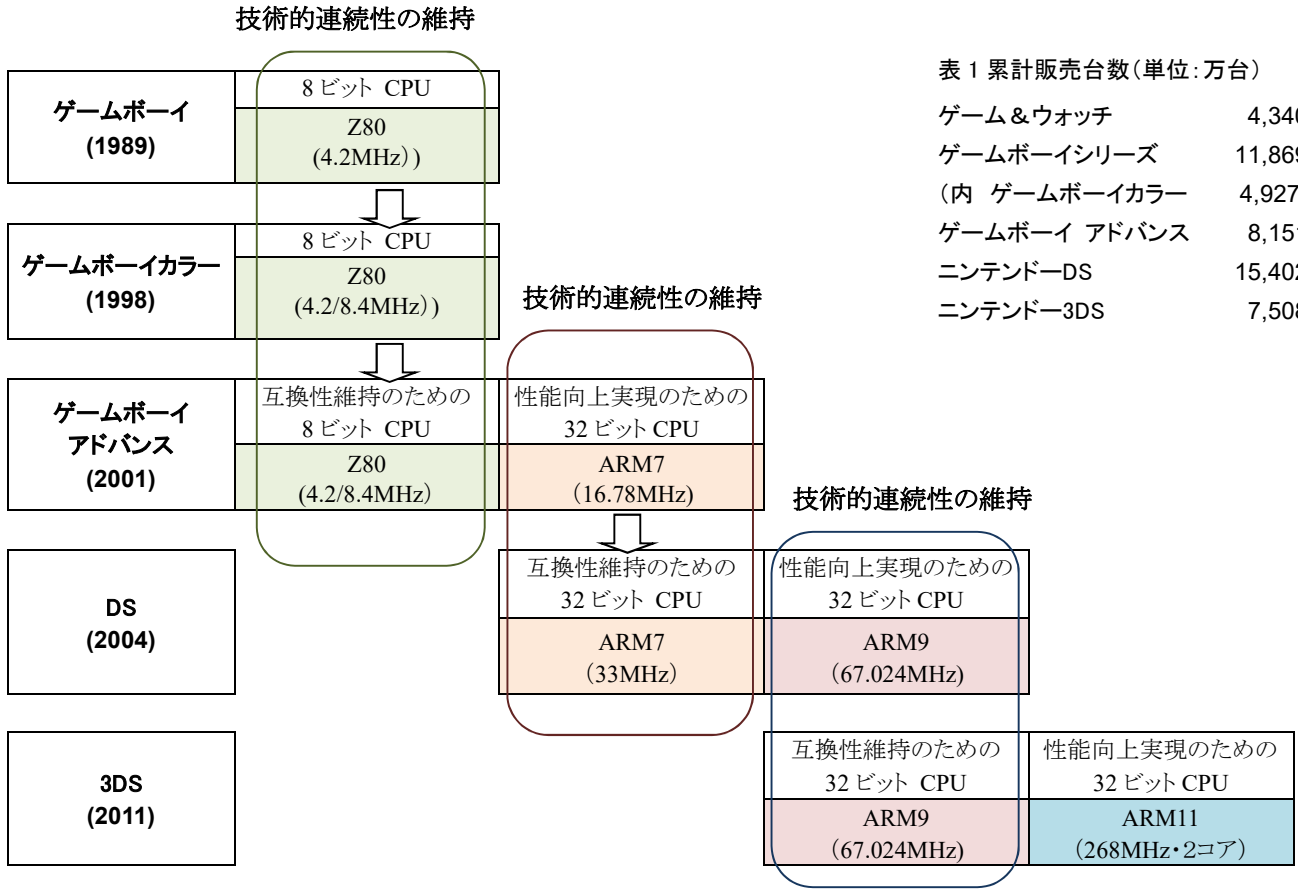 技術的連続性の維持
ゲームボーイ
(1989)
8 ビット CPU
Z80
(4.2MHz））
ゲームボーイカラー
(1998)
8 ビット CPU
Z80
(4.2/8.4MHz））
技術的連続性の維持
ゲームボーイ
アドバンス
(2001)
互換性維持のための
8 ビット CPU
Z80
(4.2/8.4MHz）
性能向上実現のための
32 ビット CPU
ARM7
（16.78MHz)
技術的連続性の維持
DS
(2004)
互換性維持のための
32 ビット CPU
ARM7
（33MHz）
性能向上実現のための
32 ビット CPU
ARM9
（67.024MHz)
3DS
(2011)
互換性維持のための
32 ビット CPU
ARM9
（67.024MHz)
性能向上実現のための
32 ビット CPU
ARM11
（268MHz・2コア）
表 1 累計販売台数（単位：万台）
ゲーム＆ウォッチ 4,340
ゲームボーイシリーズ 11,869
（内 ゲームボーイカラー 4,927
ゲームボーイ アドバンス 8,151
ニンテンドーDS 15,402
ニンテンドー3DS 7,508